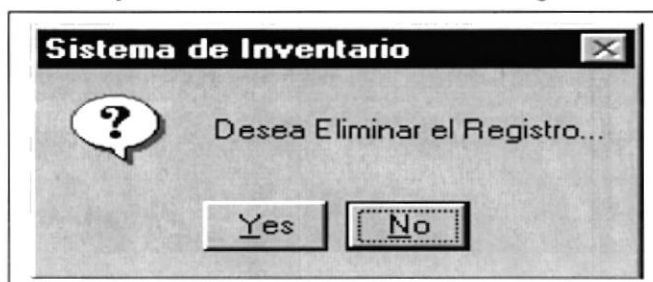 Sistema de Inventario
?
Desea Eliminar el Registro...
Yes
No